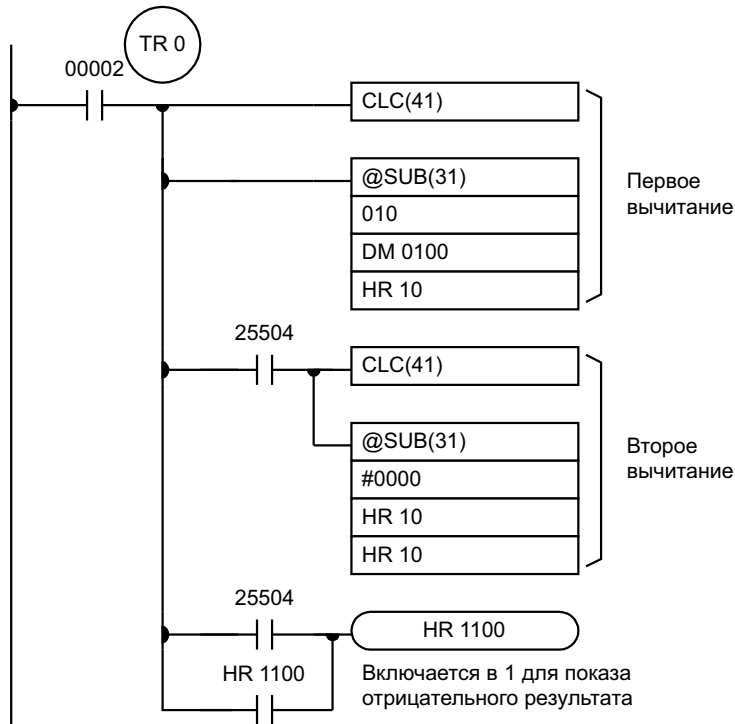 TR 0
00002
CLC(41)
@SUB(31)
010
DM 0100
HR 10
Первое
вычитание
25504
CLC(41)
@SUB(31)
#0000
HR 10
HR 10
Второе
вычитание
25504
HR 1100
HR 1100
Включается в 1 для показа
отрицательного результата